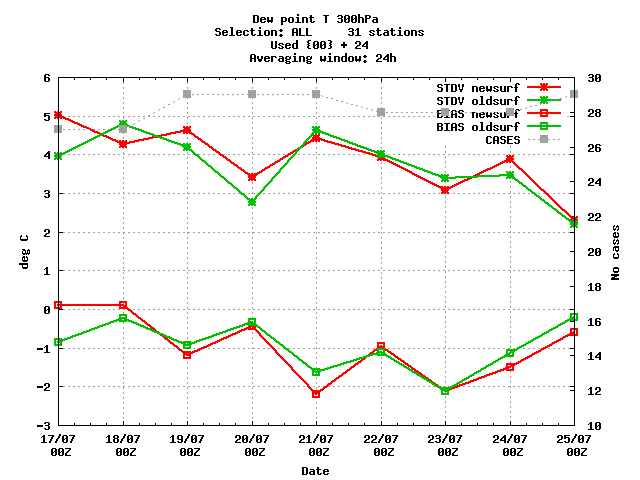 Dew point T 300hPa
Selection: ALL 31 stations
Used {00} + 24
Averaging window: 24h
STDV newsurf
STDV oldsurf
BIAS newsurf
BIAS oldsurf
CASES
6
5
4
3
2
1
0
-1
-2
-3
deg C
30
28
26
24
22
20
18
16
14
12
10
No cases
17/07 18/07 19/07 20/07 21/07 22/07 23/07 24/07 25/07
00Z 00Z 00Z 00Z 00Z 00Z 00Z 00Z 00Z
Date